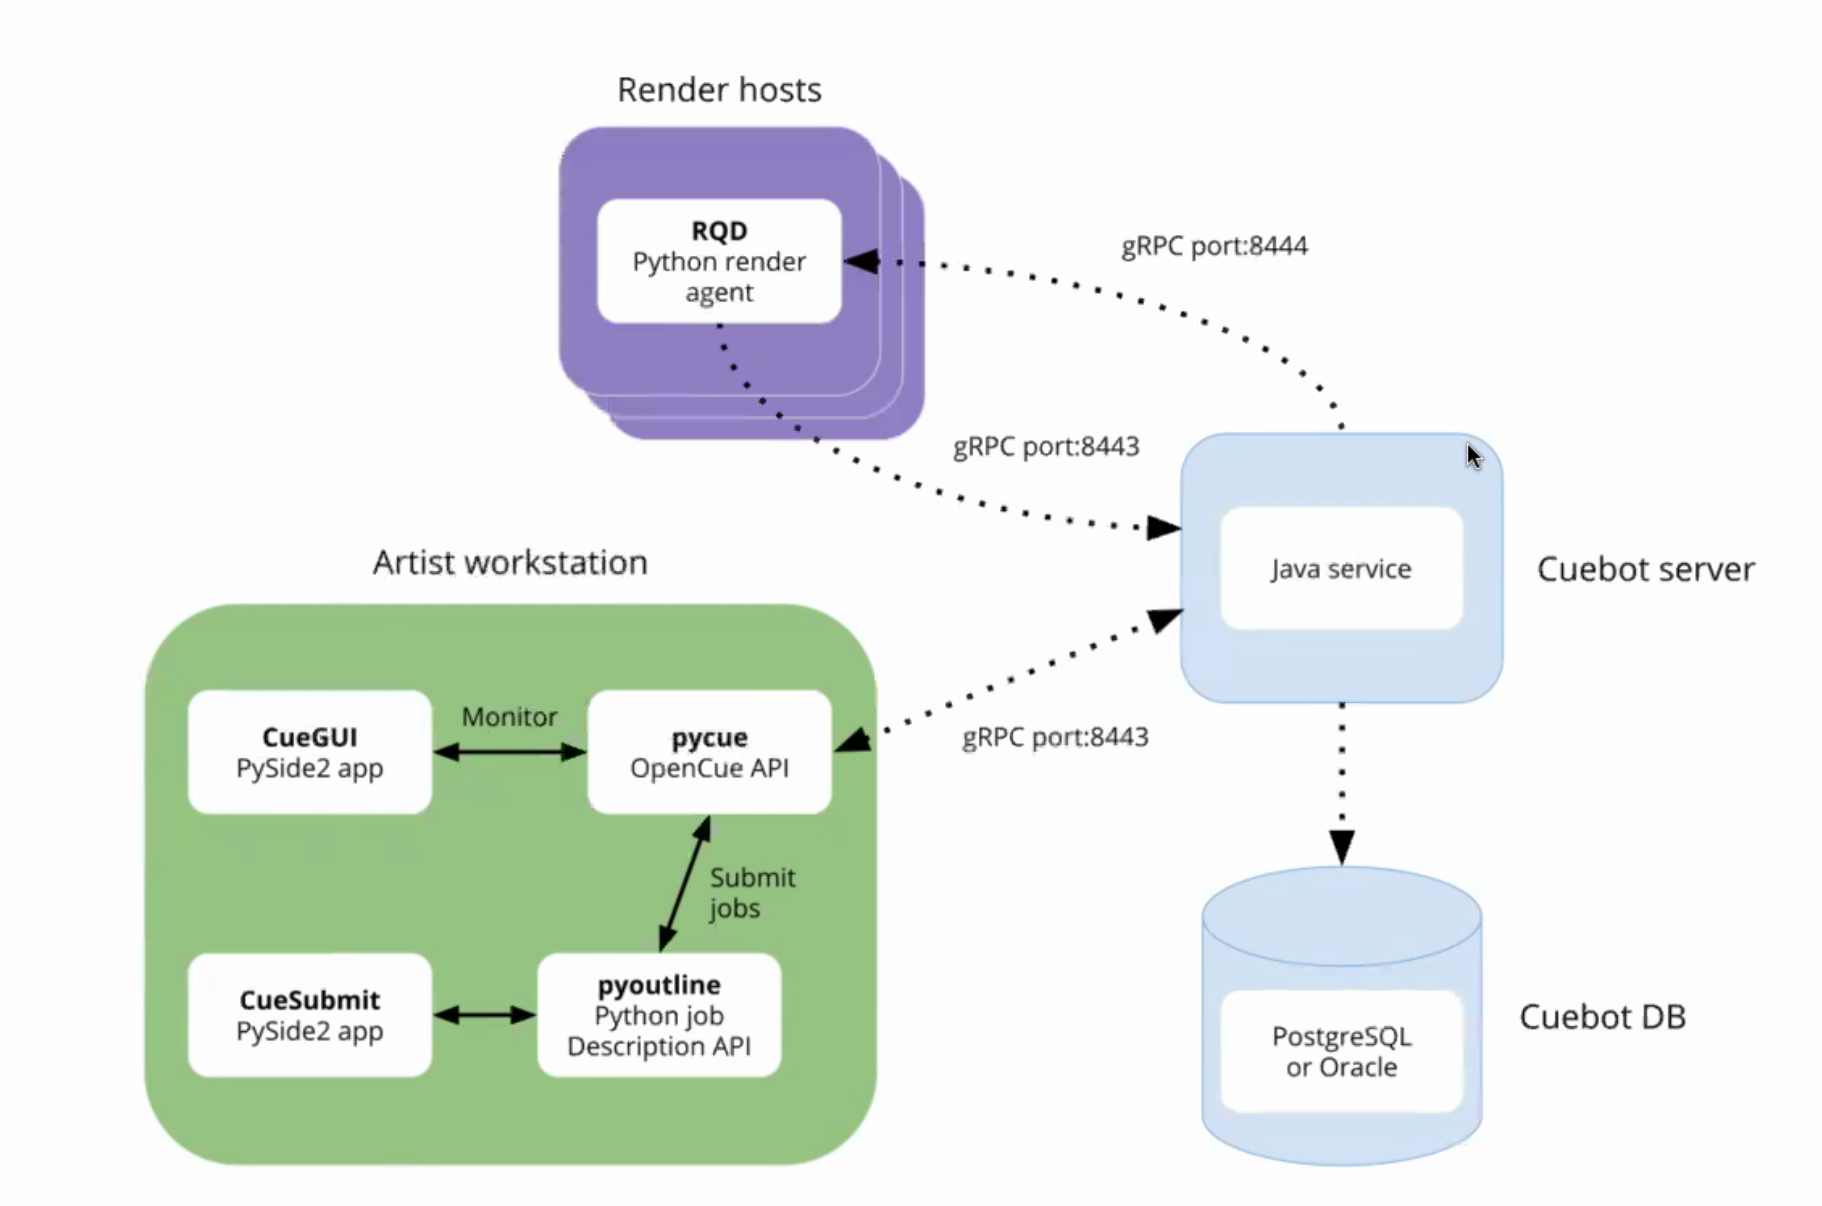 Render hosts
RQD
Python render
agent
gRPC port:8444
gRPC port:8443
Artist workstation
Java service
Cuebot server
CueGUI
PySide2 app
Monitor
pycue
OpenCue API
gRPC port:8443
Submit
jobs
CueSubmit
PySide2 app
pyoutline
Python job
Description API
PostgreSQL
or Oracle
Cuebot DB